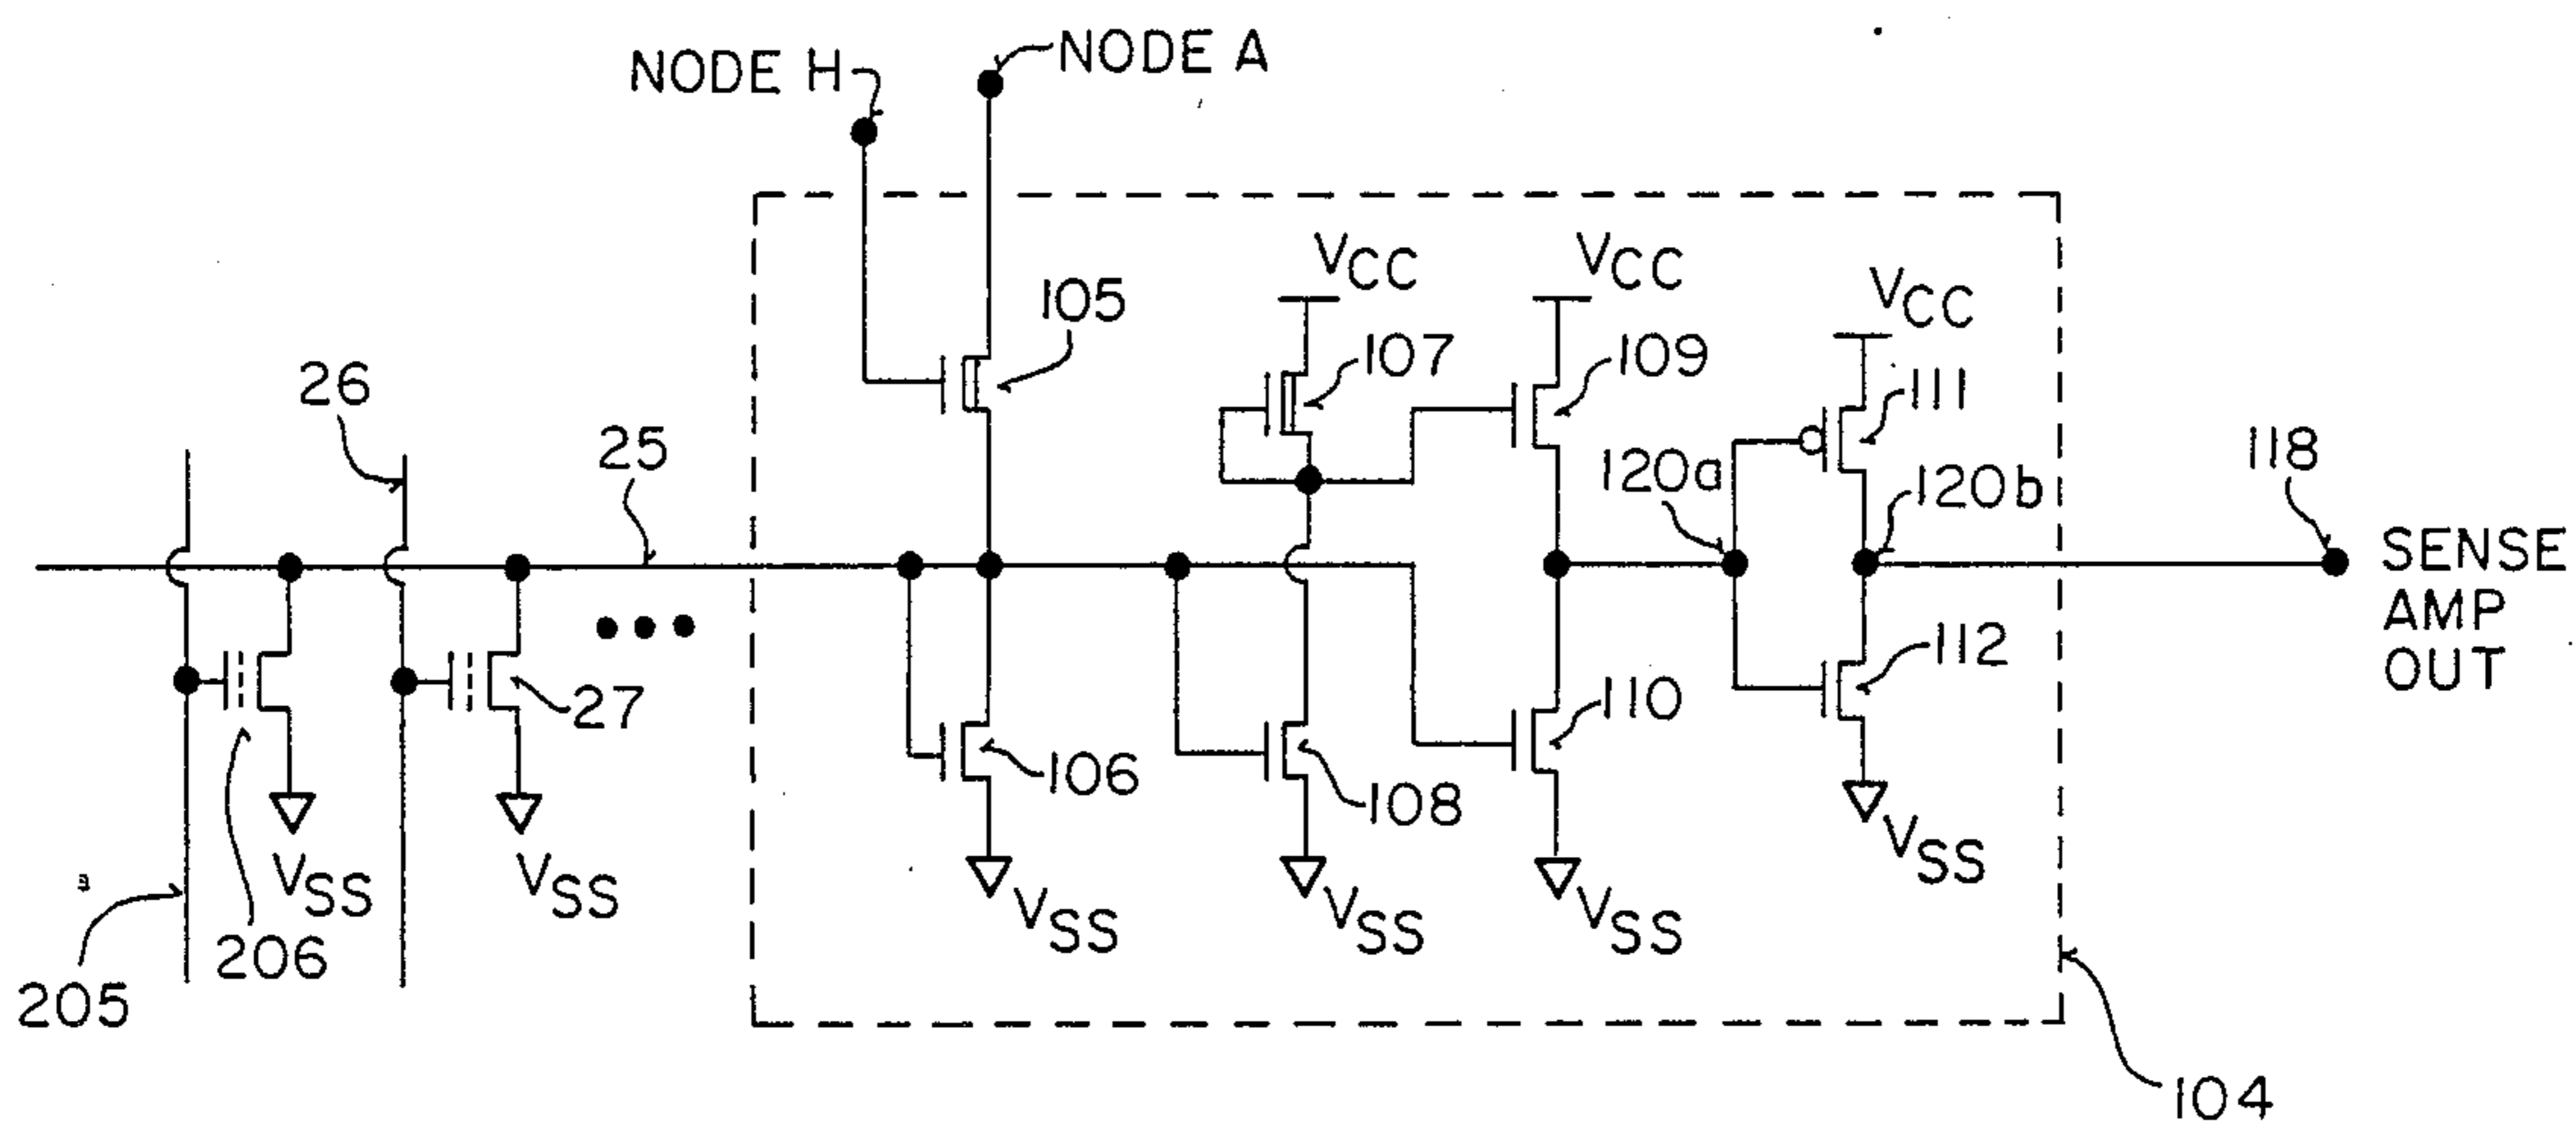 NODE H
NODE A
105
VCC
VCC
VCC
107
109
111
26
25
120a
120b
118
SENSE
AMP
OUT
27
106
108
110
112
VSS
VSS
VSS
VSS
VSS
VSS
205
206
104